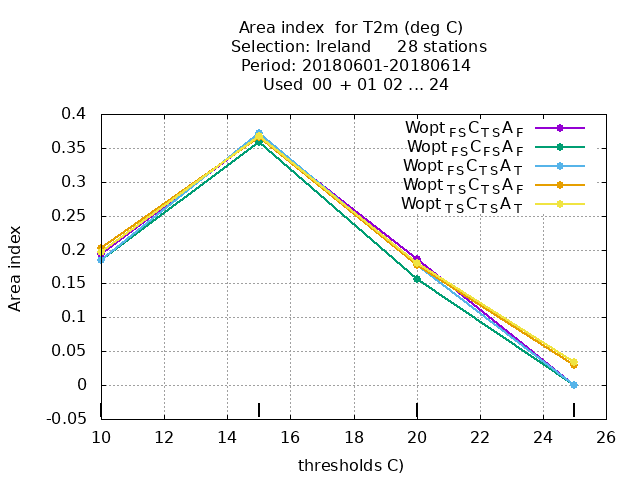 Area index  for T2m (deg C)
Selection: Ireland     28 stations
Period: 20180601-20180614
Used  00 + 01 02 ... 24
Wopt FS C TS A F
Wopt FS C FS A F
Wopt FS C TS A T
Wopt TS C TS A F
Wopt TS C TS A T
0.4
0.35
0.3
0.25
0.2
0.15
0.1
0.05
0
-0.05
Area index
10 12 14 16 18 20 22 24 26
thresholds C)